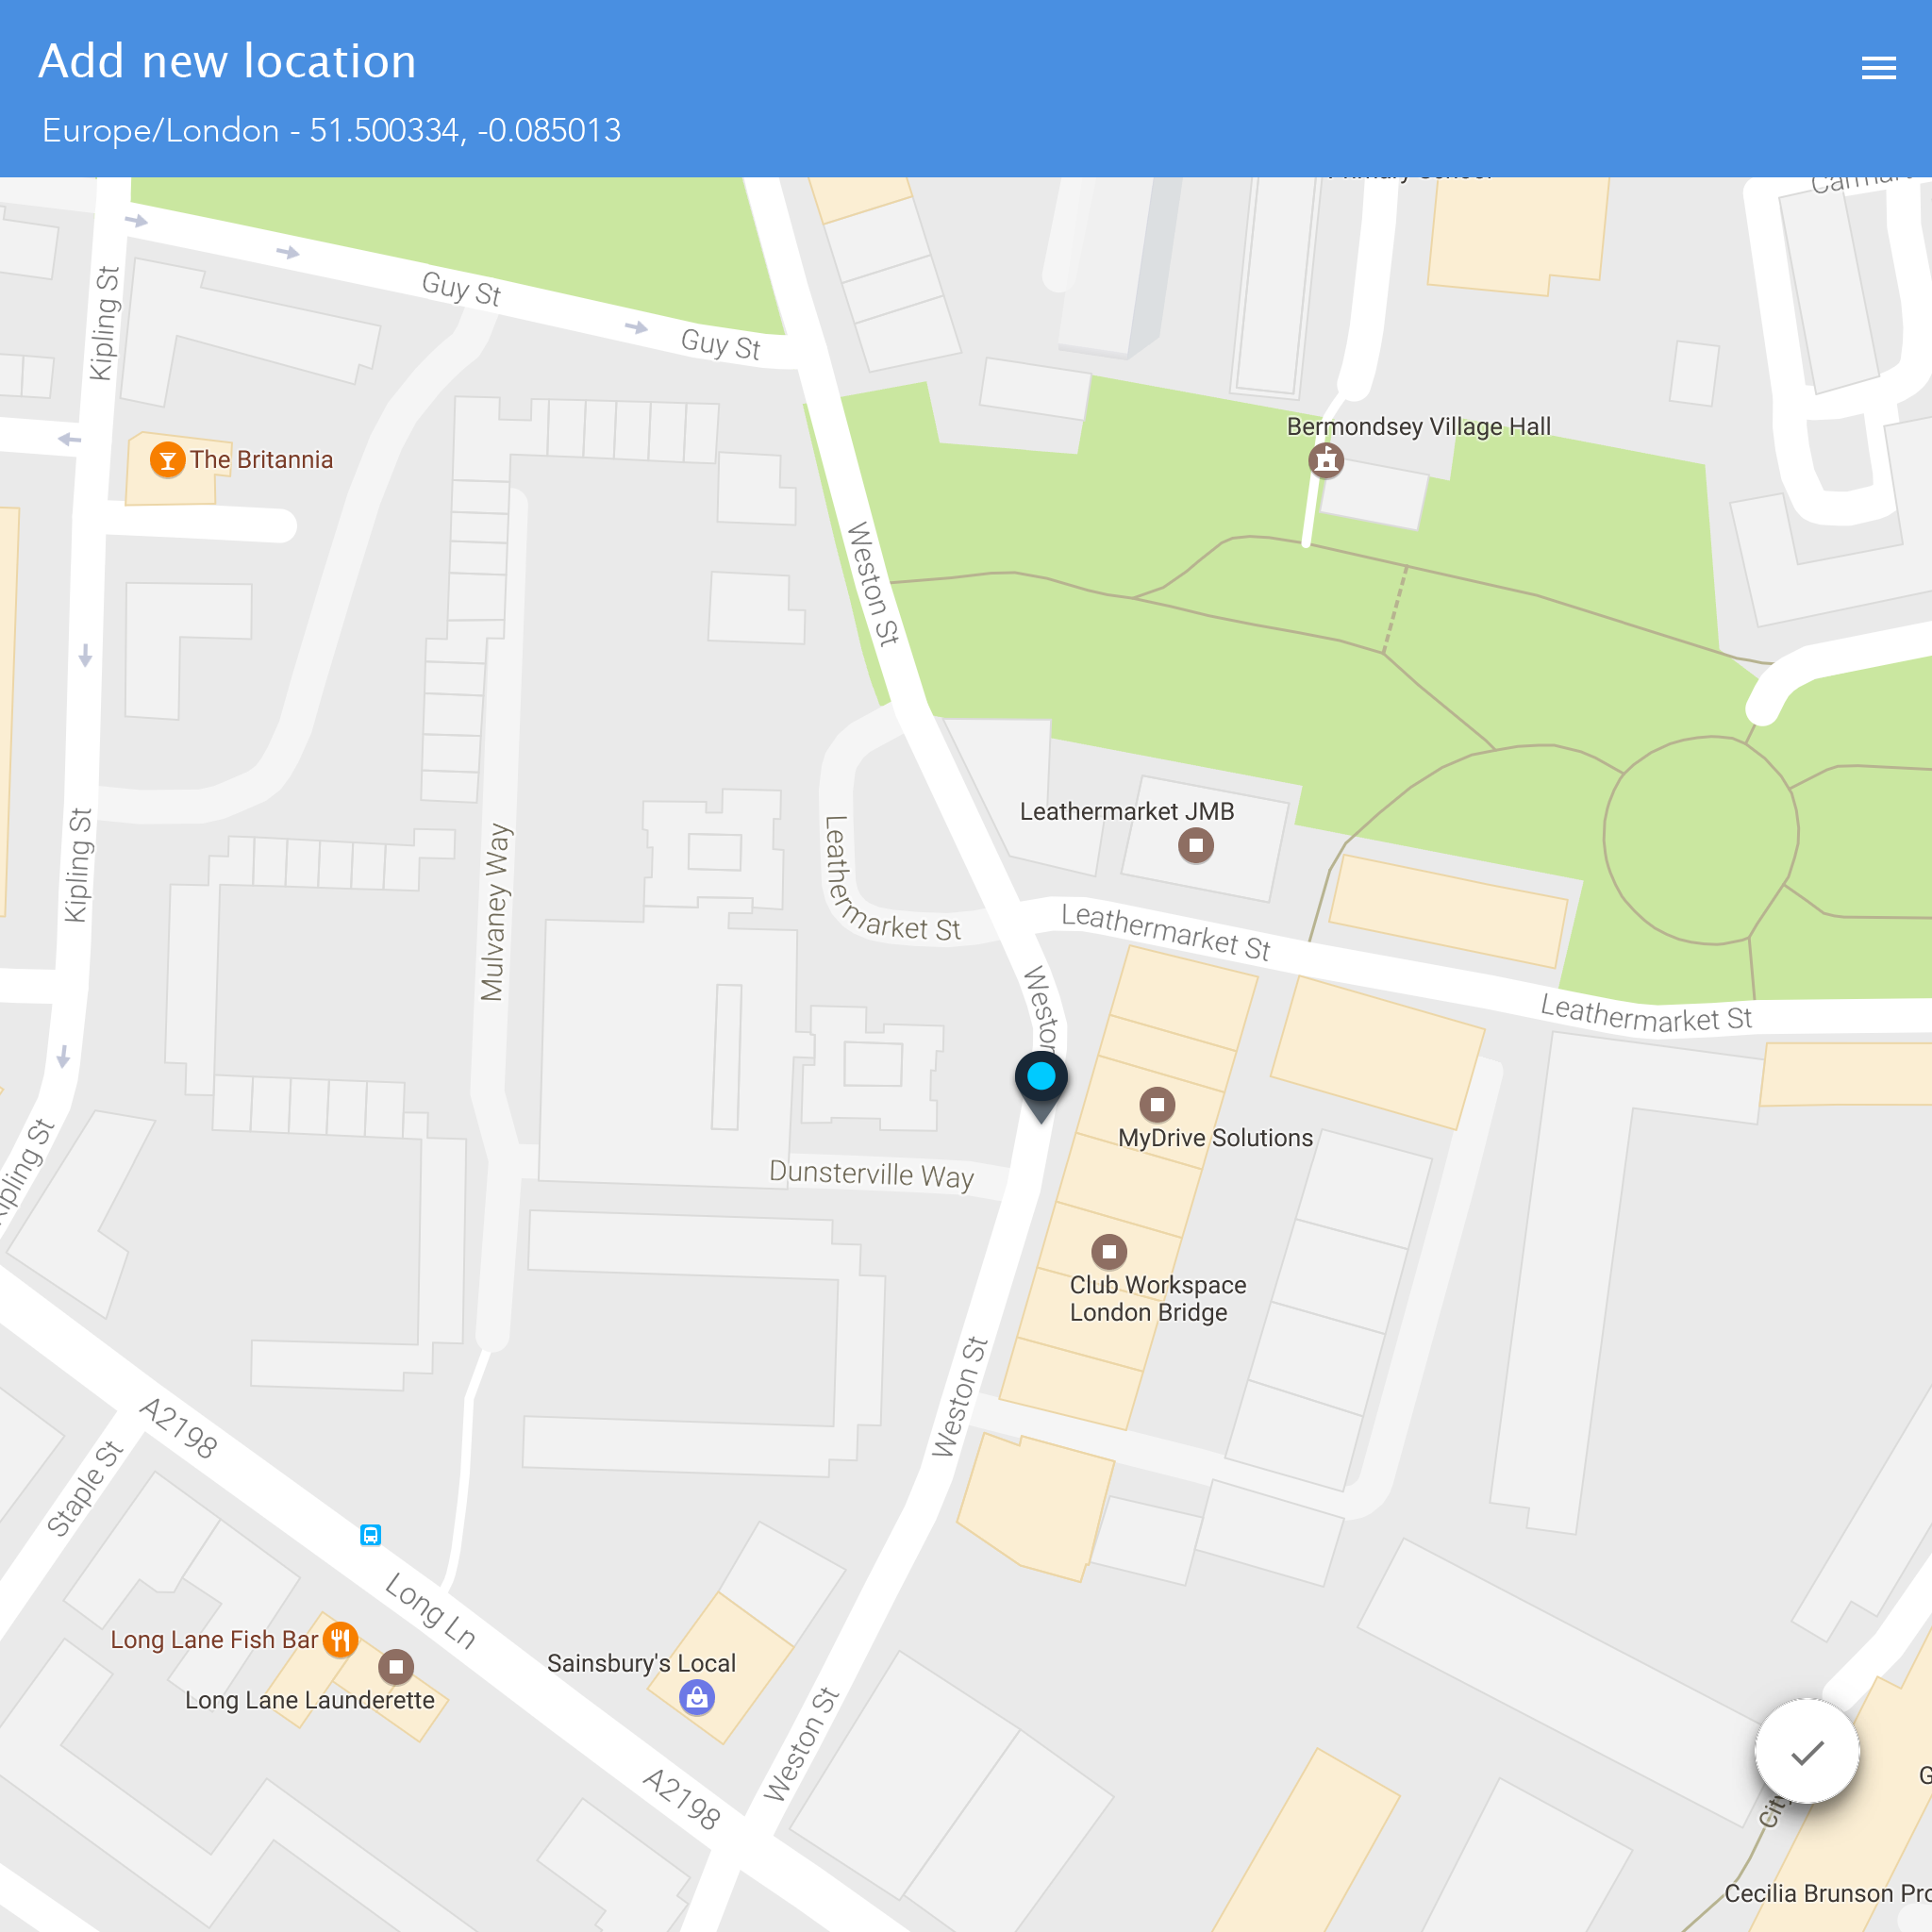 Add new location
Europe/London - 51.500334, -0.085013
Kipling St
Guy St
Guy St
The Britannia
Bermondsey Village Hall
Weston St
Kipling St
Mulvaney Way
Leathermarket St
Leathermarket JMB
Leathermarket St
Leathermarket St
MyDrive Solutions
Dunsterville Way
Club Workspace
London Bridge
Weston St
A2198
Staple St
Long Ln
Long Lane Fish Bar
Long Lane Launderette
Sainsbury's Local
Weston St
A2198
Cecilia Brunson